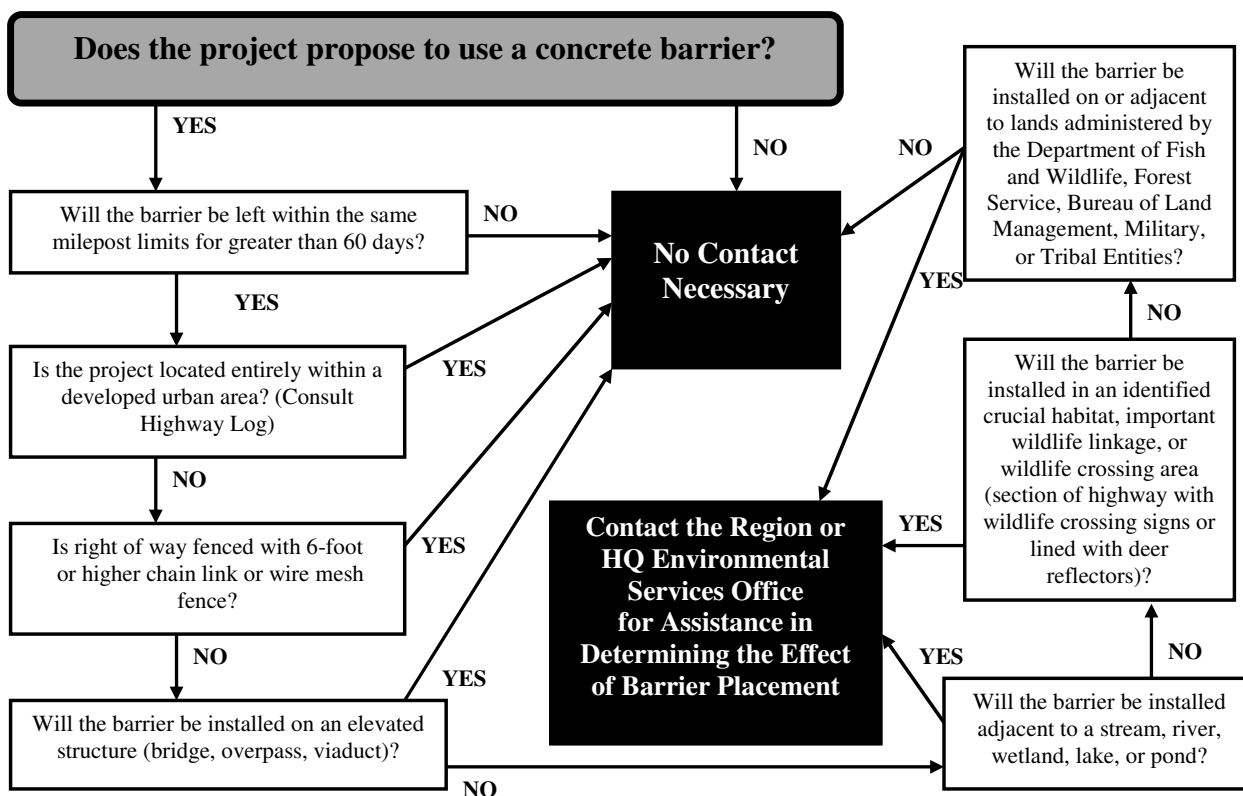 Does the project propose to use a concrete barrier?
YES
NO
Will the barrier be left within the same
milepost limits for greater than 60 days?
NO
YES
Is the project located entirely within a
developed urban area? (Consult
Highway Log)
YES
NO
Is right of way fenced with 6-foot
or higher chain link or wire mesh
fence?
YES
NO
Will the barrier be installed on an elevated
structure (bridge, overpass, viaduct)?
YES
NO
No Contact
Necessary
Contact the Region or
HQ Environmental
Services Office
for Assistance in
Determining the Effect
of Barrier Placement
Will the barrier be installed
adjacent to a stream, river,
wetland, lake, or pond?
YES
NO
Will the barrier be
installed in an identified
crucial habitat, important
wildlife linkage, or
wildlife crossing area
(section of highway with
wildlife crossing signs or
lined with deer
reflectors)?
YES
NO
Will the barrier be
installed on or adjacent
to lands administered by
the Department of Fish
and Wildlife, Forest
Service, Bureau of Land
Management, Military,
or Tribal Entities?
NO
YES